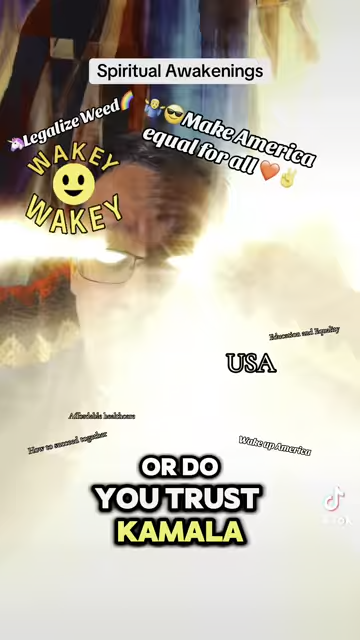 Spiritual Awakenings
🦄Legalize Weed🌈
🤷‍♂️😎Make America
equal for all ❤️✌️
WAKEY
WAKEY
Education and Equality
USA
Affordable healthcare
How to succeed together
Wake up America
OR DO
YOU TRUST
KAMALA